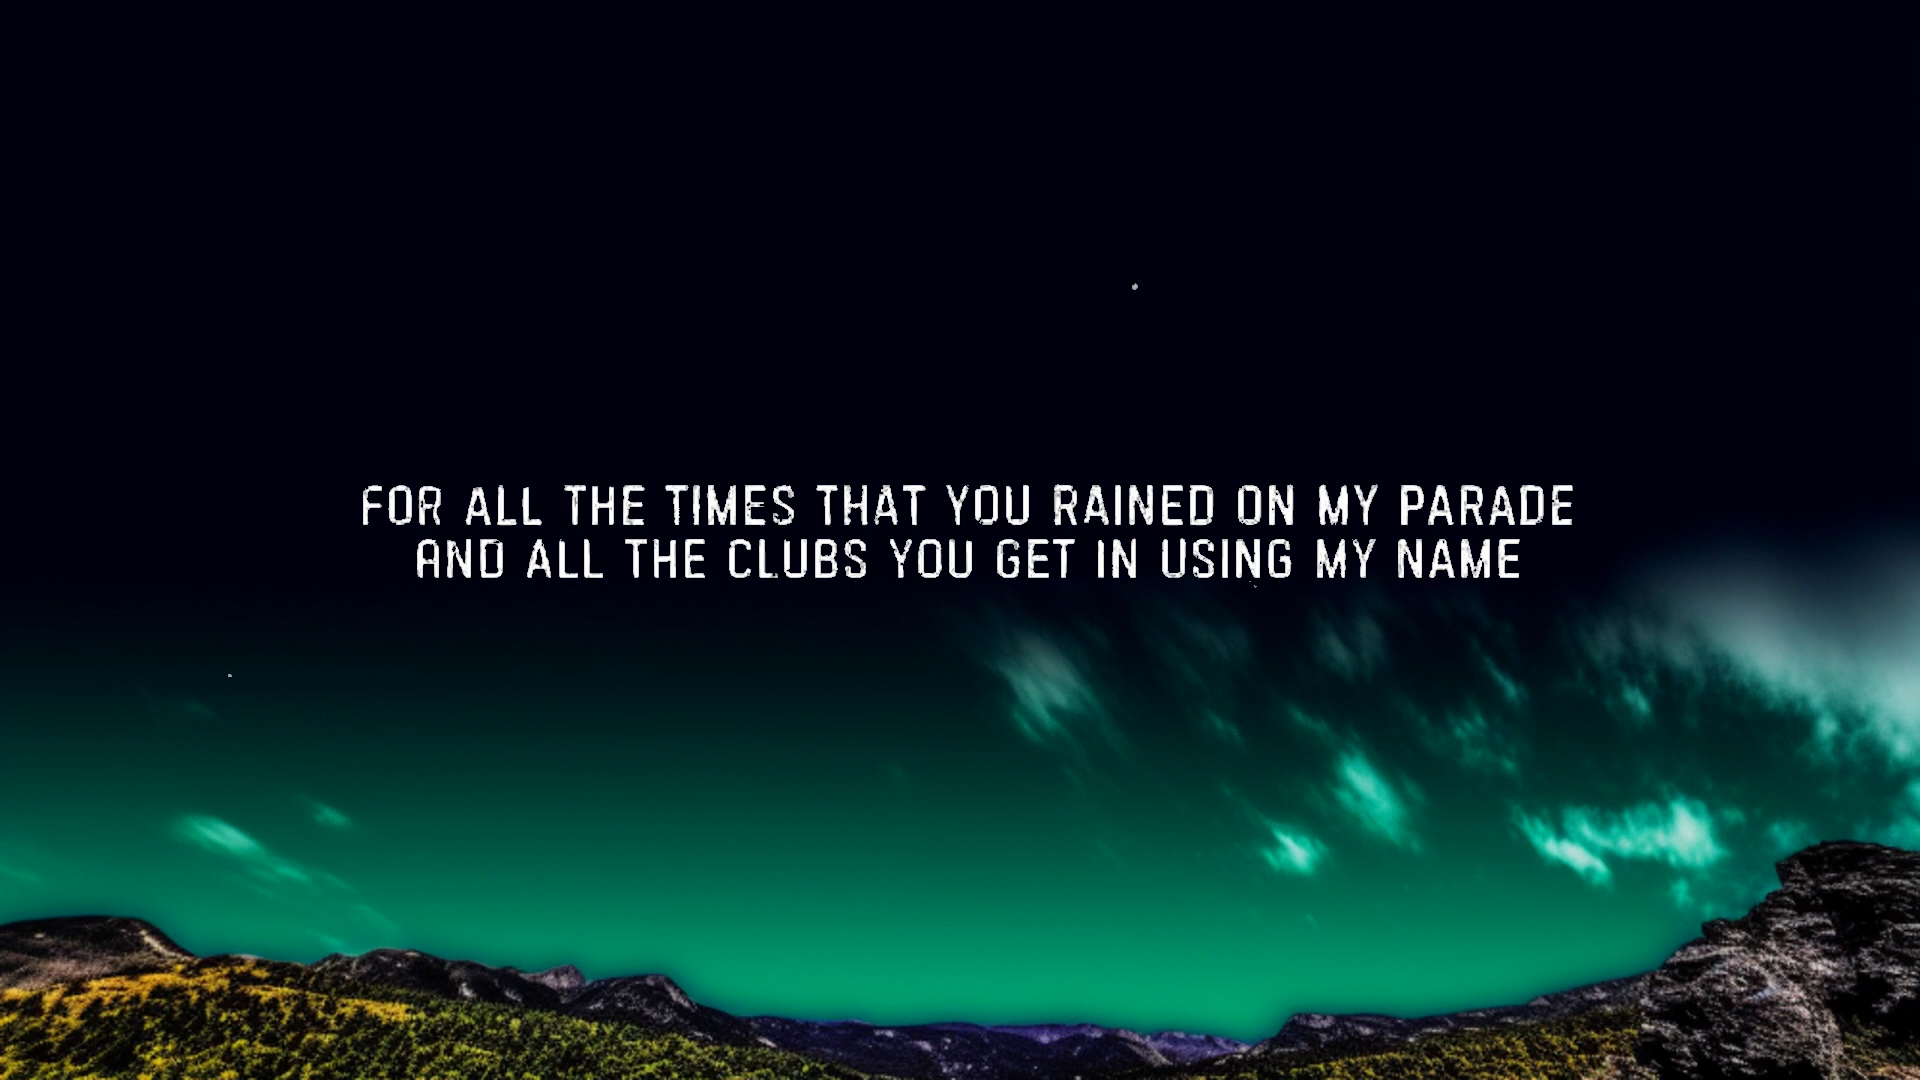 FOR ALL THE TIMES THAT YOU RAINED ON MY PARADE
AND ALL THE CLUBS YOU GET IN USING MY NAME